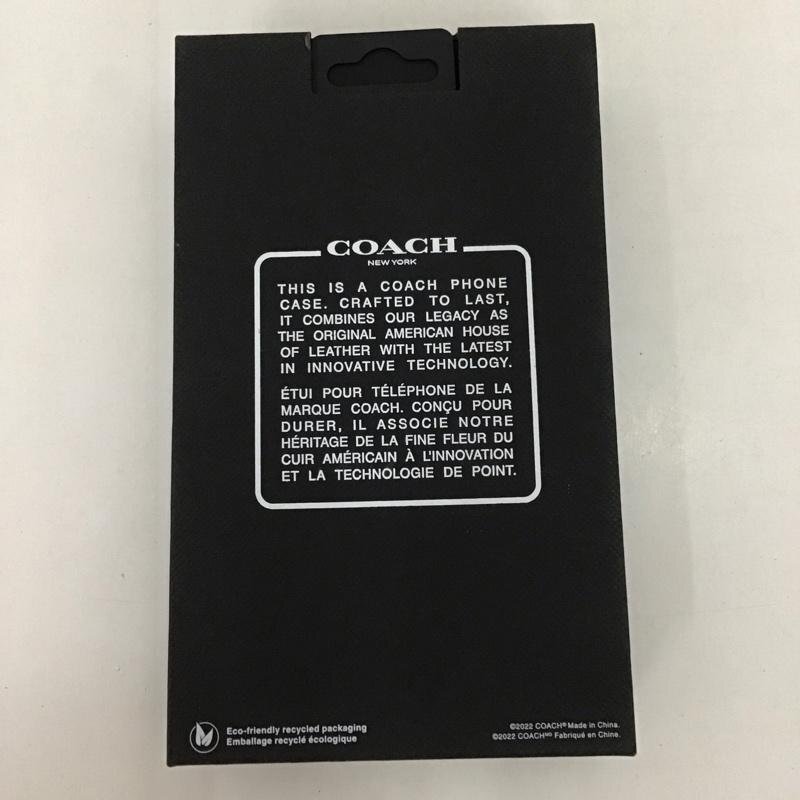 COACH
NEW YORK
THIS IS A COACH PHONE
CASE. CRAFTED TO LAST,
IT COMBINES OUR LEGACY AS
THE ORIGINAL AMERICAN HOUSE
OF LEATHER WITH THE LATEST
IN INNOVATIVE TECHNOLOGY.
ÉTUI POUR TÉLÉPHONE DE LA
MARQUE COACH. CONÇU POUR
DURER, IL ASSOCIE NOTRE
HÉRITAGE DE LA FINE FLEUR DU
CUIR AMÉRICAIN À L'INNOVATION
ET LA TECHNOLOGIE DE POINT.
Eco-friendly recycled packaging
Emballage recyclé écologique
©2022 COACH® Made in China.
©2022 COACHᴹᴰ Fabriqué en Chine.